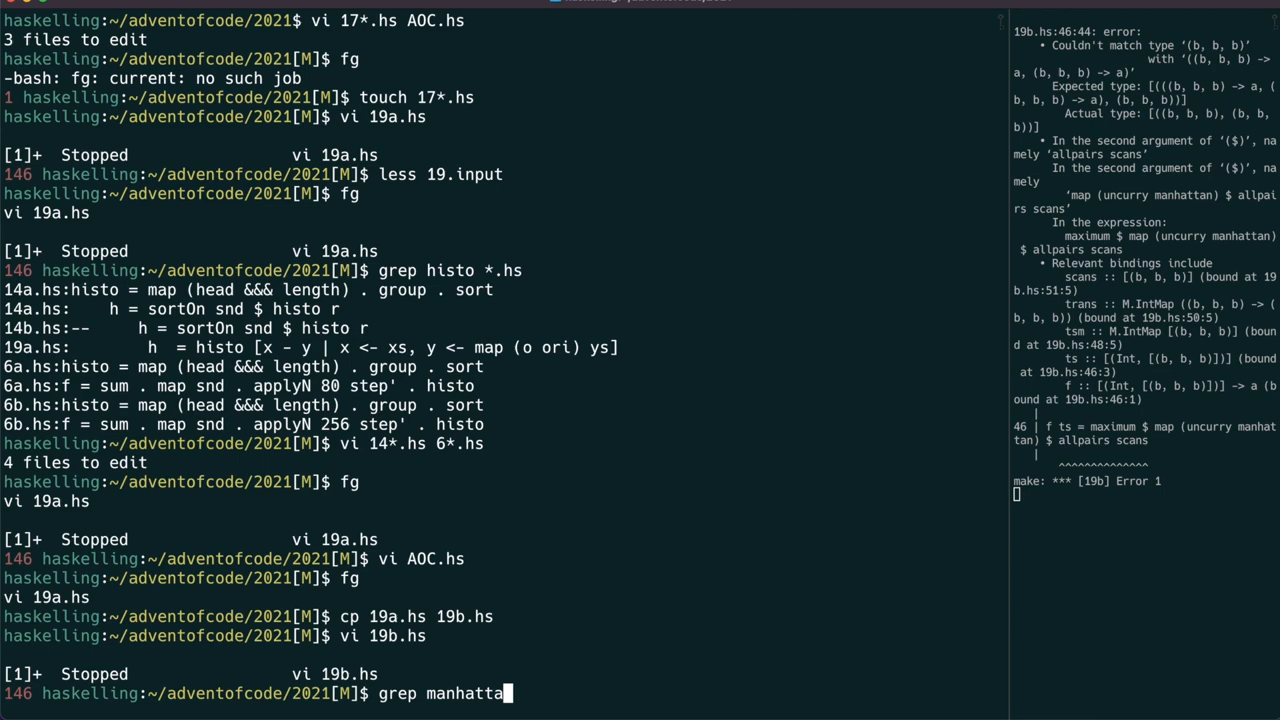 haskelling:~/adventofcode/2021[M]$ vi 17*.hs AOC.hs
3 files to edit
haskelling:~/adventofcode/2021[M]$ fg
-bash: fg: current: no such job
1 haskelling:~/adventofcode/2021[M]$ touch 17*.hs
haskelling:~/adventofcode/2021[M]$ vi 19a.hs
[1]+  Stopped                 vi 19a.hs
146 haskelling:~/adventofcode/2021[M]$ less 19.input
haskelling:~/adventofcode/2021[M]$ fg
vi 19a.hs
[1]+  Stopped                 vi 19a.hs
146 haskelling:~/adventofcode/2021[M]$ grep histo *.hs
14a.hs:histo = map (head &&& length) . group . sort
14a.hs:    h = sortOn snd $ histo r
14b.hs:--     h = sortOn snd $ histo r
19a.hs:        h  = histo [x - y | x <- xs, y <- map (o ori) ys]
6a.hs:histo = map (head &&& length) . group . sort
6a.hs:f = sum . map snd . applyN 80 step' . histo
6b.hs:histo = map (head &&& length) . group . sort
6b.hs:f = sum . map snd . applyN 256 step' . histo
146 haskelling:~/adventofcode/2021[M]$ vi 14*.hs 6*.hs
4 files to edit
haskelling:~/adventofcode/2021[M]$ fg
vi 19a.hs
[1]+  Stopped                 vi 19a.hs
146 haskelling:~/adventofcode/2021[M]$ vi AOC.hs
haskelling:~/adventofcode/2021[M]$ fg
vi 19a.hs
haskelling:~/adventofcode/2021[M]$ cp 19a.hs 19b.hs
haskelling:~/adventofcode/2021[M]$ vi 19b.hs
[1]+  Stopped                 vi 19b.hs
146 haskelling:~/adventofcode/2021[M]$ grep manhatta
19b.hs:46:44: error:
    • Couldn't match type ‘(b, b, b)’
                     with ‘((b, b, b) ->
a, (b, b, b) -> a)’
      Expected type: [(((b, b, b) -> a, (
b, b, b) -> a), (b, b, b))]
        Actual type: [((b, b, b), (b, b,
b))]
    • In the second argument of ‘($)’, na
mely ‘allpairs scans’
      In the second argument of ‘($)’, na
mely
        ‘map (uncurry manhattan) $ allpai
rs scans’
      In the expression:
        maximum $ map (uncurry manhattan)
$ allpairs scans
    • Relevant bindings include
        scans :: [(b, b, b)] (bound at 19
b.hs:51:5)
        trans :: M.IntMap ((b, b, b) -> (
b, b, b)) (bound at 19b.hs:50:5)
        tsm :: M.IntMap [(b, b, b)] (boun
d at 19b.hs:48:5)
        ts :: [(Int, [(b, b, b)])] (bound
 at 19b.hs:46:3)
        f :: [(Int, [(b, b, b)])] -> a (b
ound at 19b.hs:46:1)
   |
46 | f ts = maximum $ map (uncurry manhat
tan) $ allpairs scans
   |
       ^^^^^^^^^^^^^^
make: *** [19b] Error 1